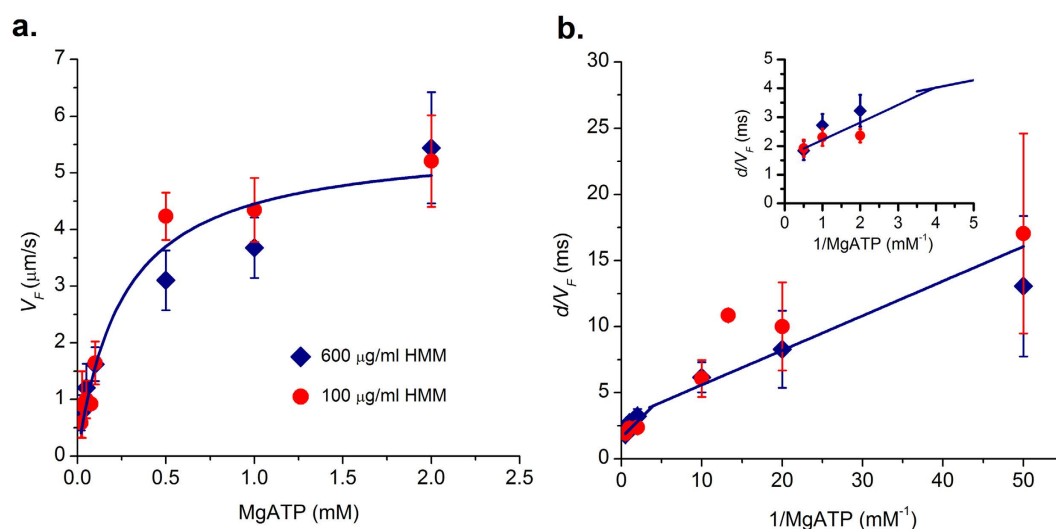 a.
7
6
5
4
3
2
1
0
V_F (μm/s)
0.0 0.5 1.0 1.5 2.0 2.5
MgATP (mM)
600 μg/ml HMM
100 μg/ml HMM
b.
30
25
20
15
10
5
0
d/V_F (ms)
0 10 20 30 40 50
1/MgATP (mM⁻¹)
5
4
3
2
1
0
d/V_F (ms)
0 1 2 3 4 5
1/MgATP (mM⁻¹)